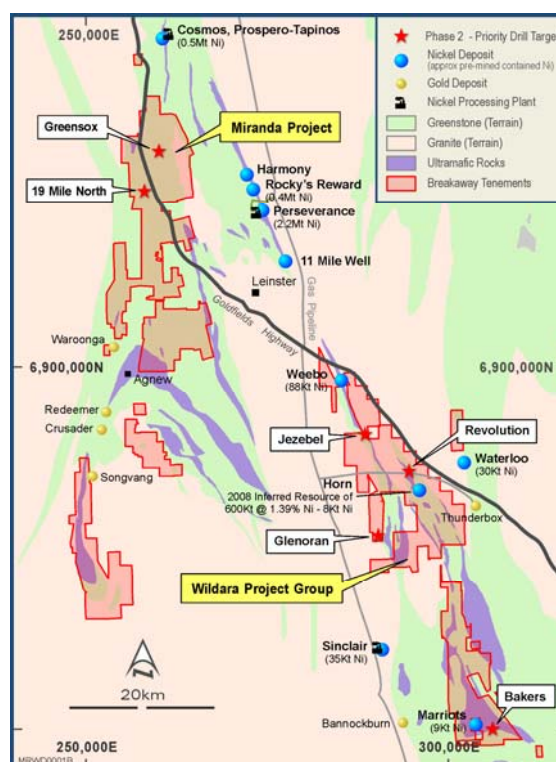 250,000E
Cosmos, Prospero-Tapinos
(0.5Mt Ni)
Phase 2 - Priority Drill Targe
Nickel Deposit
(approx pre-mined contained Ni)
Gold Deposit
Nickel Processing Plant
Greenstone (Terrain)
Granite (Terrain)
Ultramafic Rocks
Breakaway Tenements
Greensox
Miranda Project
19 Mile North
Harmony
Rocky's Reward
(0.4Mt Ni)
Perseverance
(2.2Mt Ni)
11 Mile Well
Leinster
Gas Pipeline
Goldfields Highway
Waroonga
6,900,000N
6,900,000N
Agnew
Weebo
(88Kt Ni)
Redeemer
Crusader
Jezebel
Revolution
Songvang
Waterloo
(30Kt Ni)
Horn
2008 Inferred Resource of
600Kt @ 1.39% Ni - 8Kt Ni
Thunderbox
Glenoran
Wildara Project Group
Sinclair
(35Kt Ni)
20km
Bakers
Bannockburn
Marriots
(9Kt Ni)
250,000E
300,000E
MRWD0001B